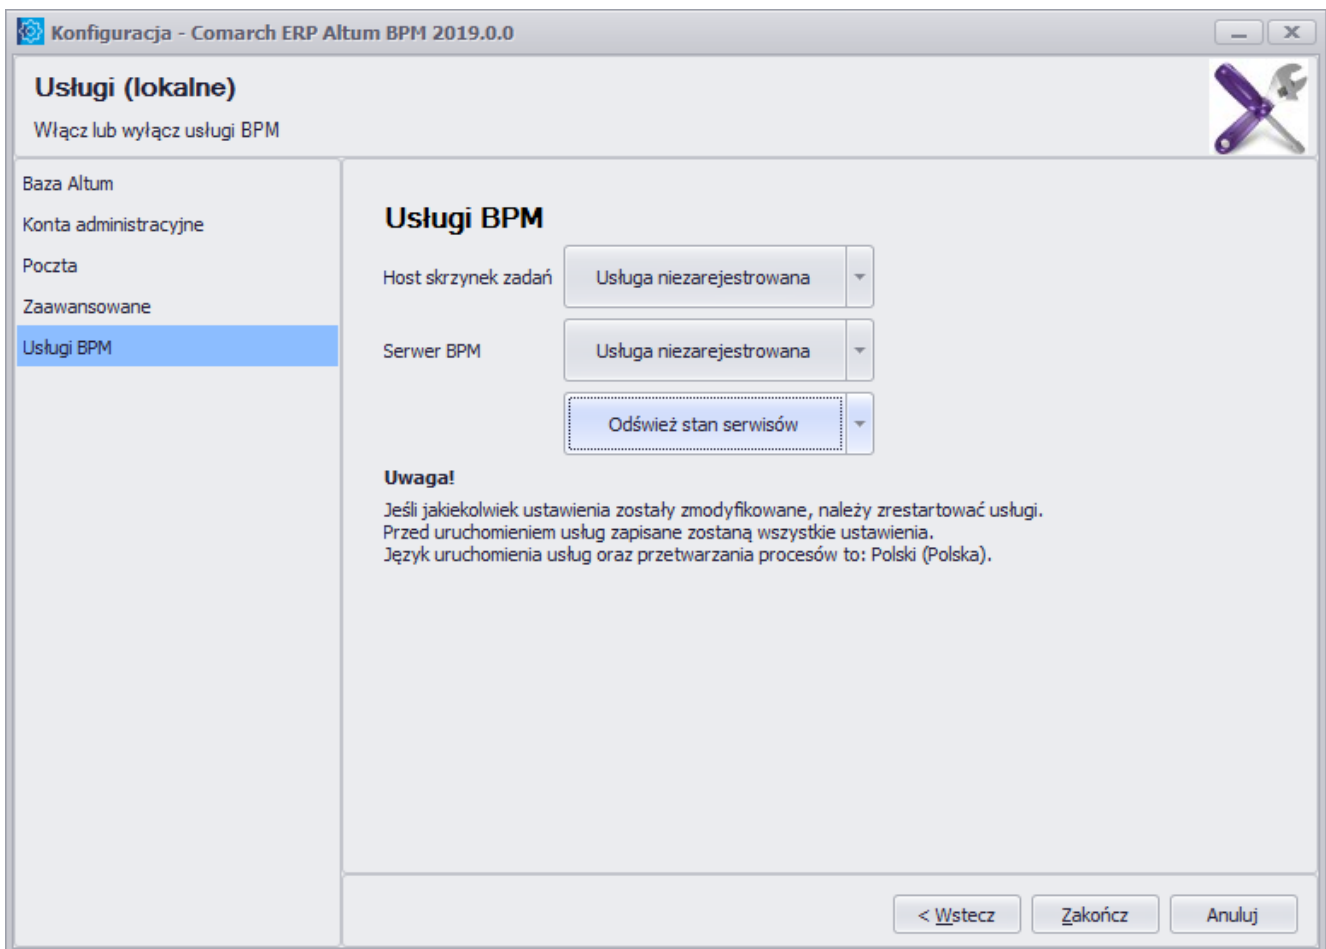 Konfiguracja - Comarch ERP Altum BPM 2019.0.0
Usługi (lokalne)
Włącz lub wyłącz usługi BPM
Baza Altum
Konta administracyjne
Poczta
Zaawansowane
Usługi BPM
Usługi BPM
Host skrzynek zadań
Usługa niezarejestrowana
Serwer BPM
Usługa niezarejestrowana
Odśwież stan serwisów
Uwaga!
Jeśli jakiekolwiek ustawienia zostały zmodyfikowane, należy zrestartować usługi.
Przed uruchomieniem usług zapisane zostaną wszystkie ustawienia.
Język uruchomienia usług oraz przetwarzania procesów to: Polski (Polska).
< Wstecz
Zakończ
Anuluj